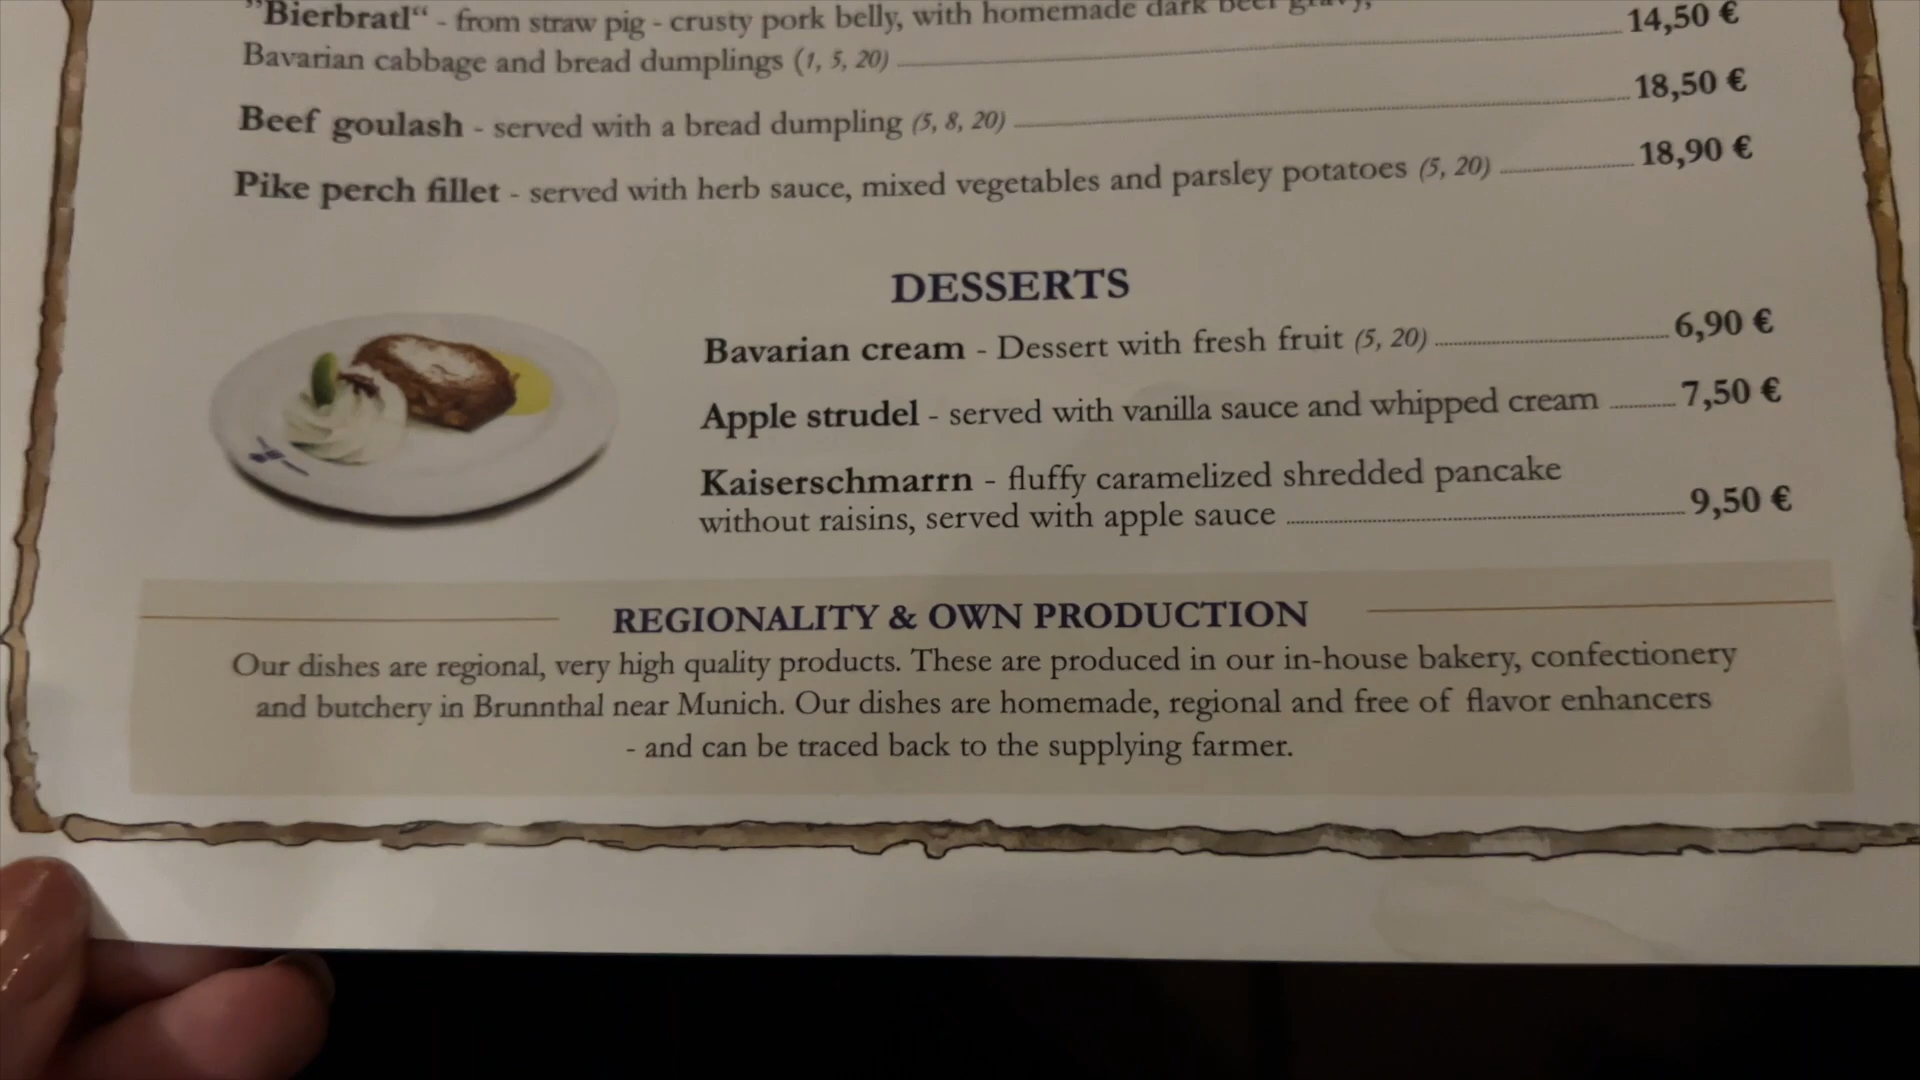 "Bierbratl“ - from straw pig - crusty pork belly, with homemade dark beer gravy,
Bavarian cabbage and bread dumplings (1, 5, 20) 14,50 €
Beef goulash - served with a bread dumpling (5, 8, 20) 18,50 €
Pike perch fillet - served with herb sauce, mixed vegetables and parsley potatoes (5, 20) 18,90 €
DESSERTS
Bavarian cream - Dessert with fresh fruit (5, 20) 6,90 €
Apple strudel - served with vanilla sauce and whipped cream 7,50 €
Kaiserschmarrn - fluffy caramelized shredded pancake
without raisins, served with apple sauce 9,50 €
REGIONALITY & OWN PRODUCTION
Our dishes are regional, very high quality products. These are produced in our in-house bakery, confectionery
and butchery in Brunnthal near Munich. Our dishes are homemade, regional and free of flavor enhancers
- and can be traced back to the supplying farmer.